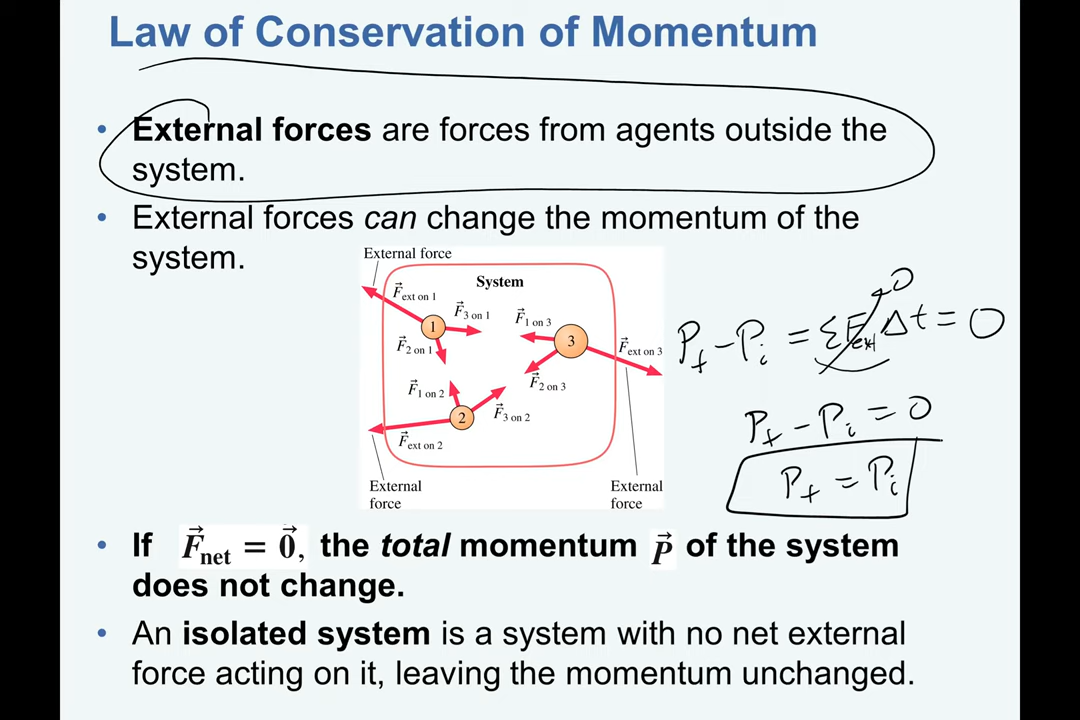 Law of Conservation of Momentum
• External forces are forces from agents outside the
system.
• External forces can change the momentum of the
system.
External force
System
F⃗ext on 1
F⃗3 on 1
F⃗1 on 3
1
3
F⃗2 on 1
F⃗ext on 3
F⃗2 on 3
F⃗1 on 2
2
F⃗3 on 2
F⃗ext on 2
External
force
External
force
0
Pf – Pi = ΣFext Δt = 0
Pf – Pi = 0
Pf = Pi
• If F⃗net = 0⃗, the total momentum P⃗ of the system
does not change.
• An isolated system is a system with no net external
force acting on it, leaving the momentum unchanged.